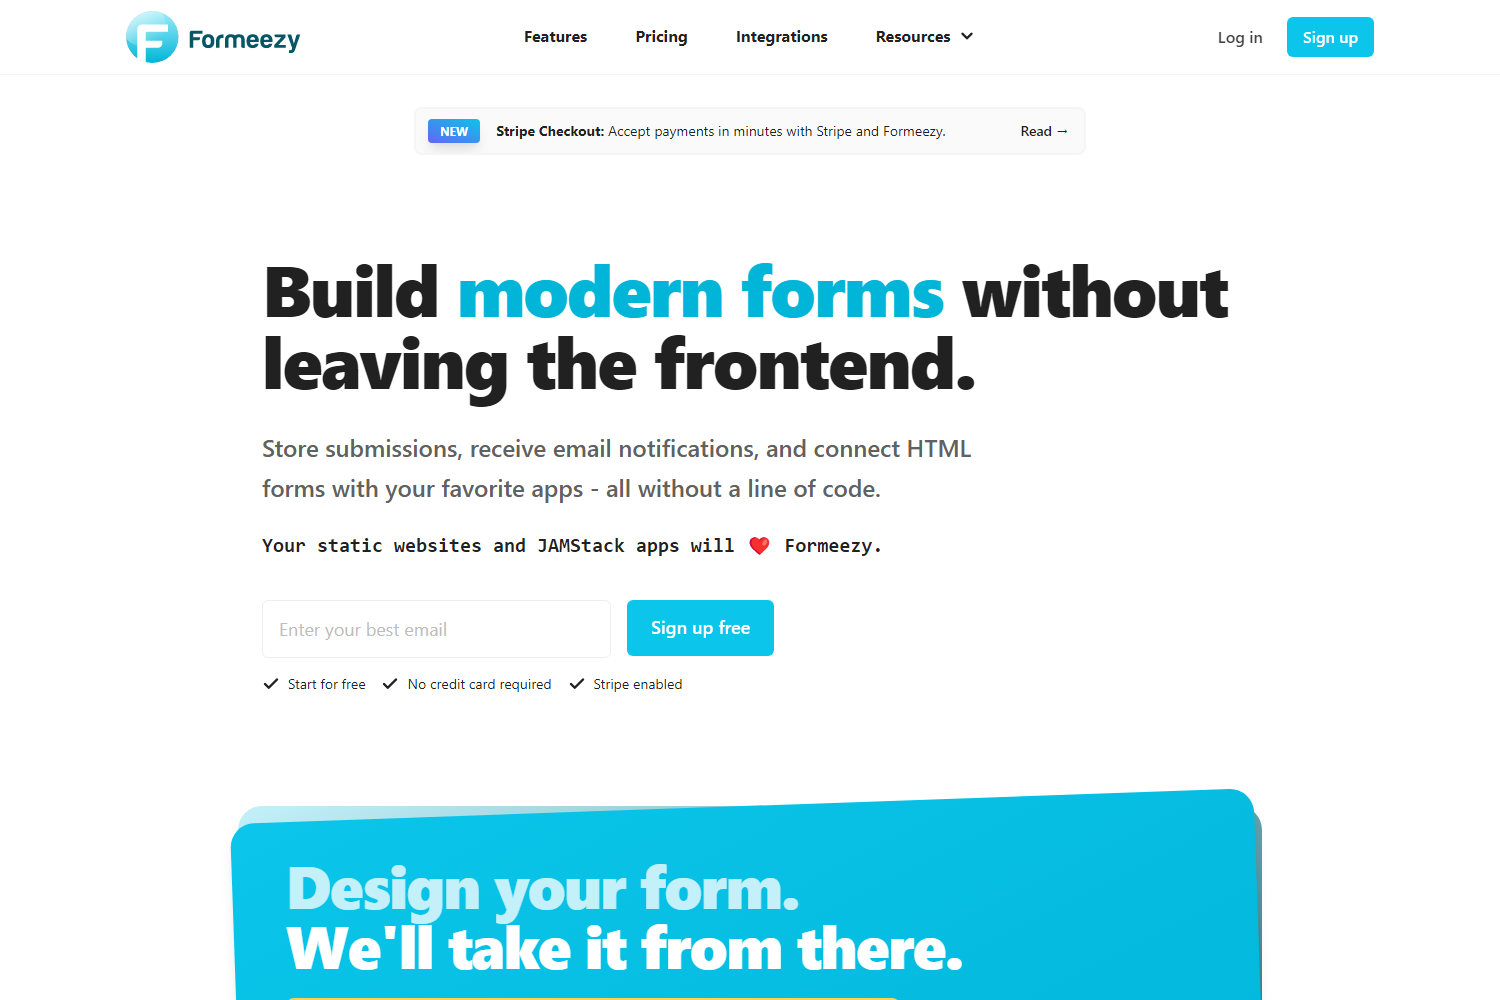 Formeezy
Features
Pricing
Integrations
Resources
Log in
Sign up
NEW
Stripe Checkout: Accept payments in minutes with Stripe and Formeezy.
Read →
Build modern forms without
leaving the frontend.
Store submissions, receive email notifications, and connect HTML
forms with your favorite apps - all without a line of code.
Your static websites and JAMStack apps will ❤️ Formeezy.
Enter your best email
Sign up free
Start for free
No credit card required
Stripe enabled
Design your form.
We'll take it from there.